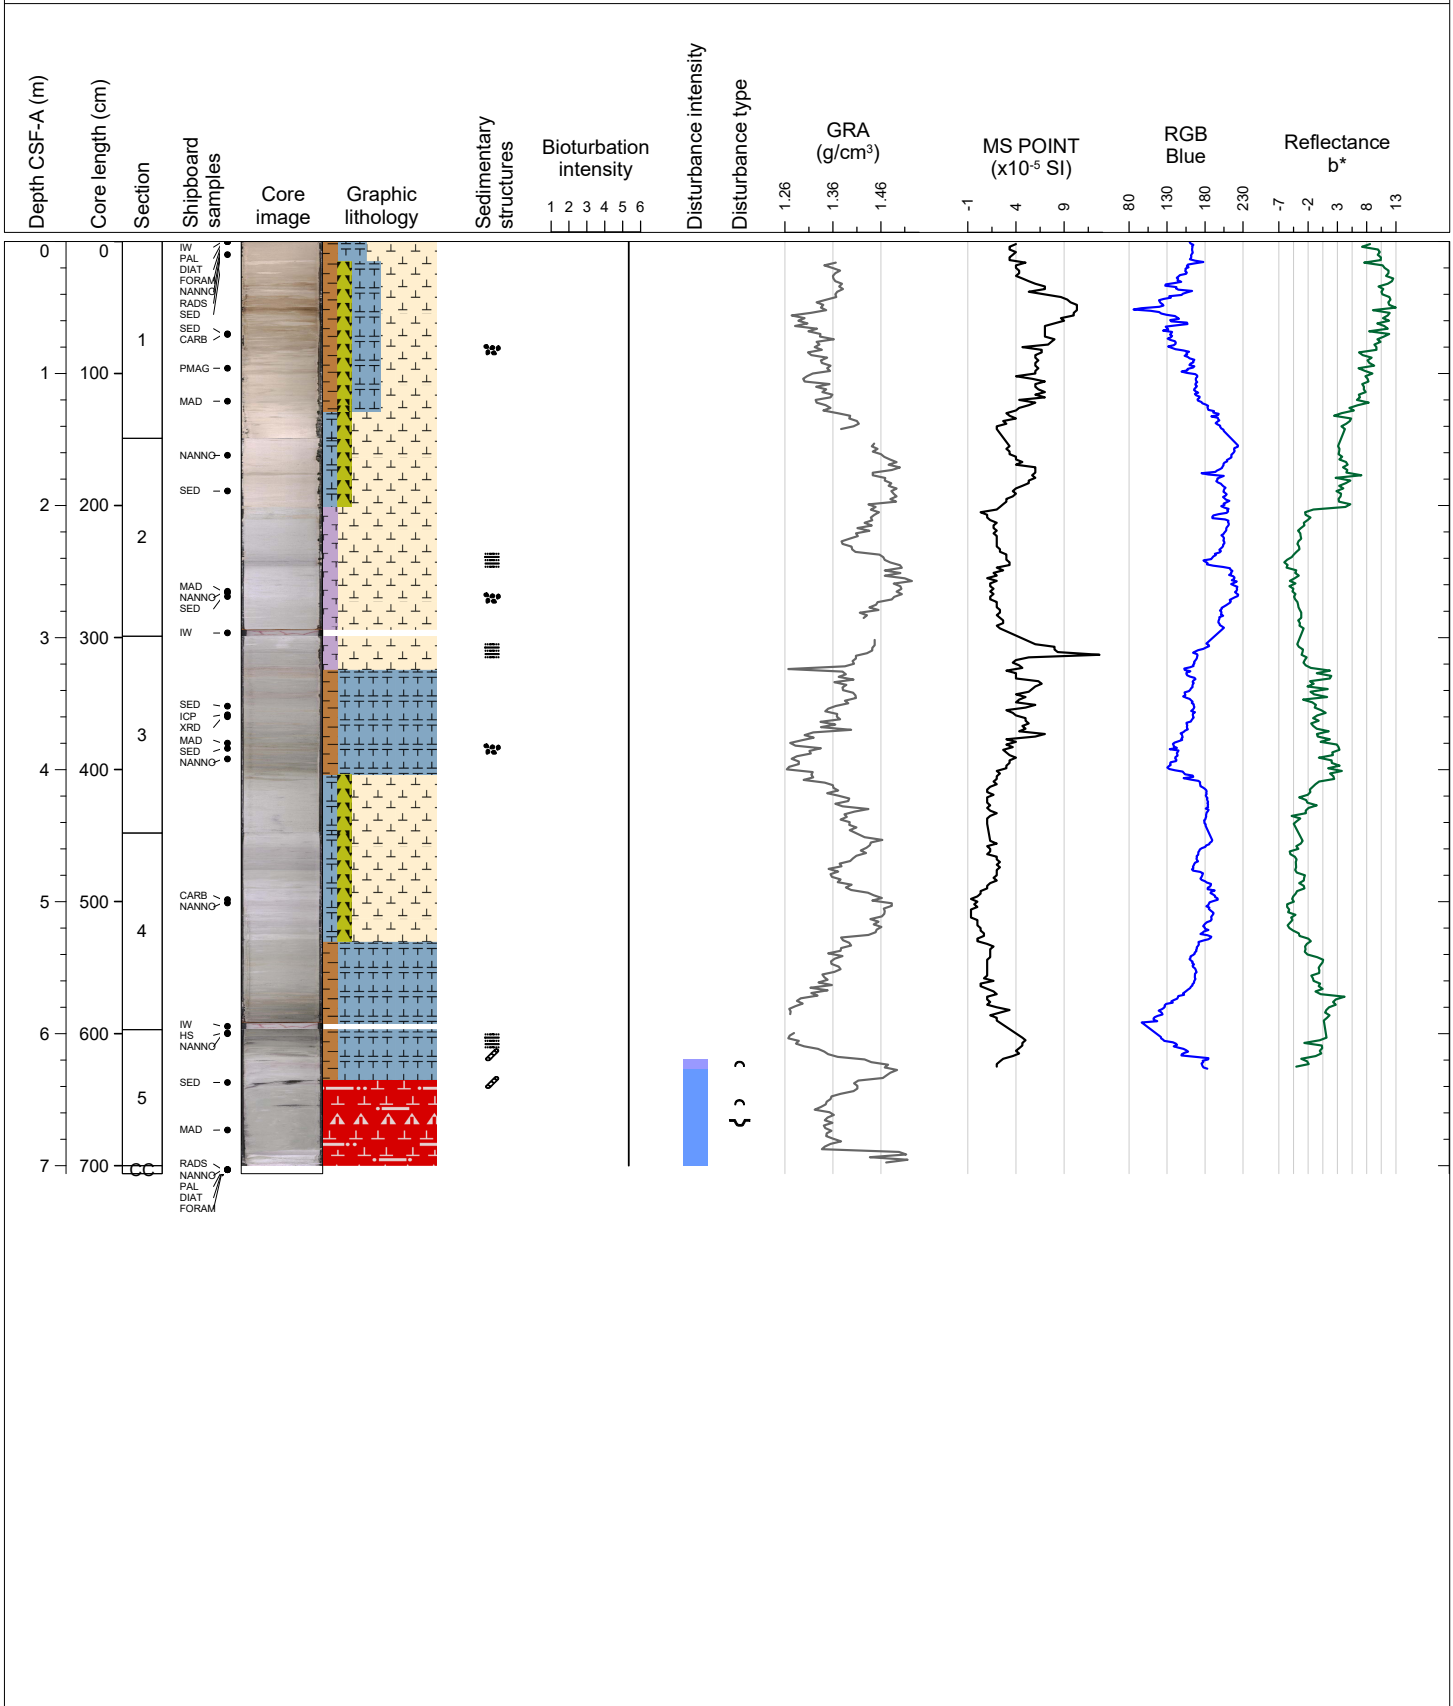 Depth CSF-A (m)
Core length (cm)
Section
Shipboard
samples
Core
image
Graphic
lithology
Sedimentary
structures
Bioturbation
intensity
1 2 3 4 5 6
Disturbance intensity
Disturbance type
GRA
(g/cm³)
1.26 1.36 1.46
MS POINT
(x10⁻⁵ SI)
-1 4 9
RGB
Blue
80 130 180 230
Reflectance
b*
-7 -2 3 8 13
0 0
IW
PAL
DIAT
FORAM
NANNO
RADS
SED
SED
CARB
1
PMAG
1 100
MAD
NANNO
SED
2 200
2
MAD
NANNO
SED
IW
3 300
SED
ICP
XRD
3
MAD
SED
NANNO
4 400
CARB
NANNO
5 500
4
IW
HS
NANNO
6 600
SED
5
MAD
RADS
7 700 CC
NANNO
PAL
DIAT
FORAM